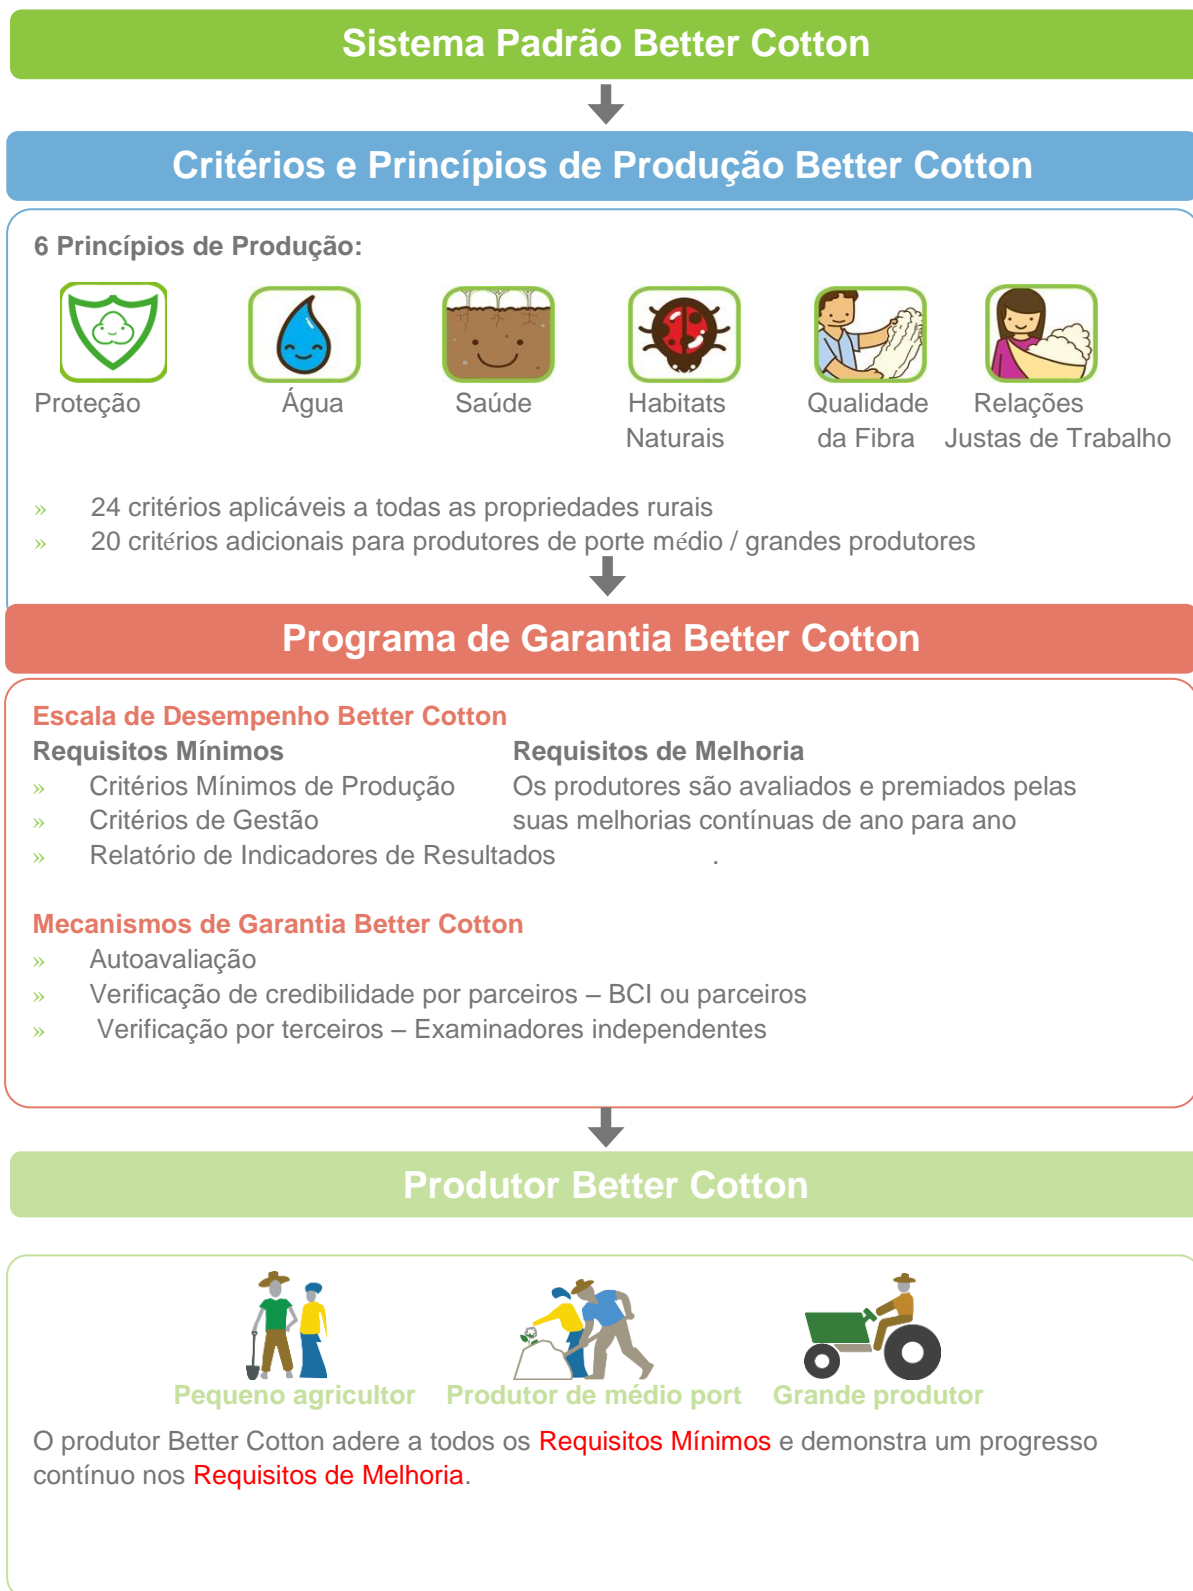 Sistema Padrão Better Cotton
Critérios e Princípios de Produção Better Cotton
6 Princípios de Produção:
Proteção Água Saúde Habitats Naturais Qualidade da Fibra Relações Justas de Trabalho
» 24 critérios aplicáveis a todas as propriedades rurais
» 20 critérios adicionais para produtores de porte médio / grandes produtores
Programa de Garantia Better Cotton
Escala de Desempenho Better Cotton
Requisitos Mínimos
» Critérios Mínimos de Produção
» Critérios de Gestão
» Relatório de Indicadores de Resultados
Requisitos de Melhoria
Os produtores são avaliados e premiados pelas
suas melhorias contínuas de ano para ano
.
Mecanismos de Garantia Better Cotton
» Autoavaliação
» Verificação de credibilidade por parceiros – BCI ou parceiros
» Verificação por terceiros – Examinadores independentes
Produtor Better Cotton
Pequeno agricultor Produtor de médio port Grande produtor
O produtor Better Cotton adere a todos os Requisitos Mínimos e demonstra um progresso
contínuo nos Requisitos de Melhoria.